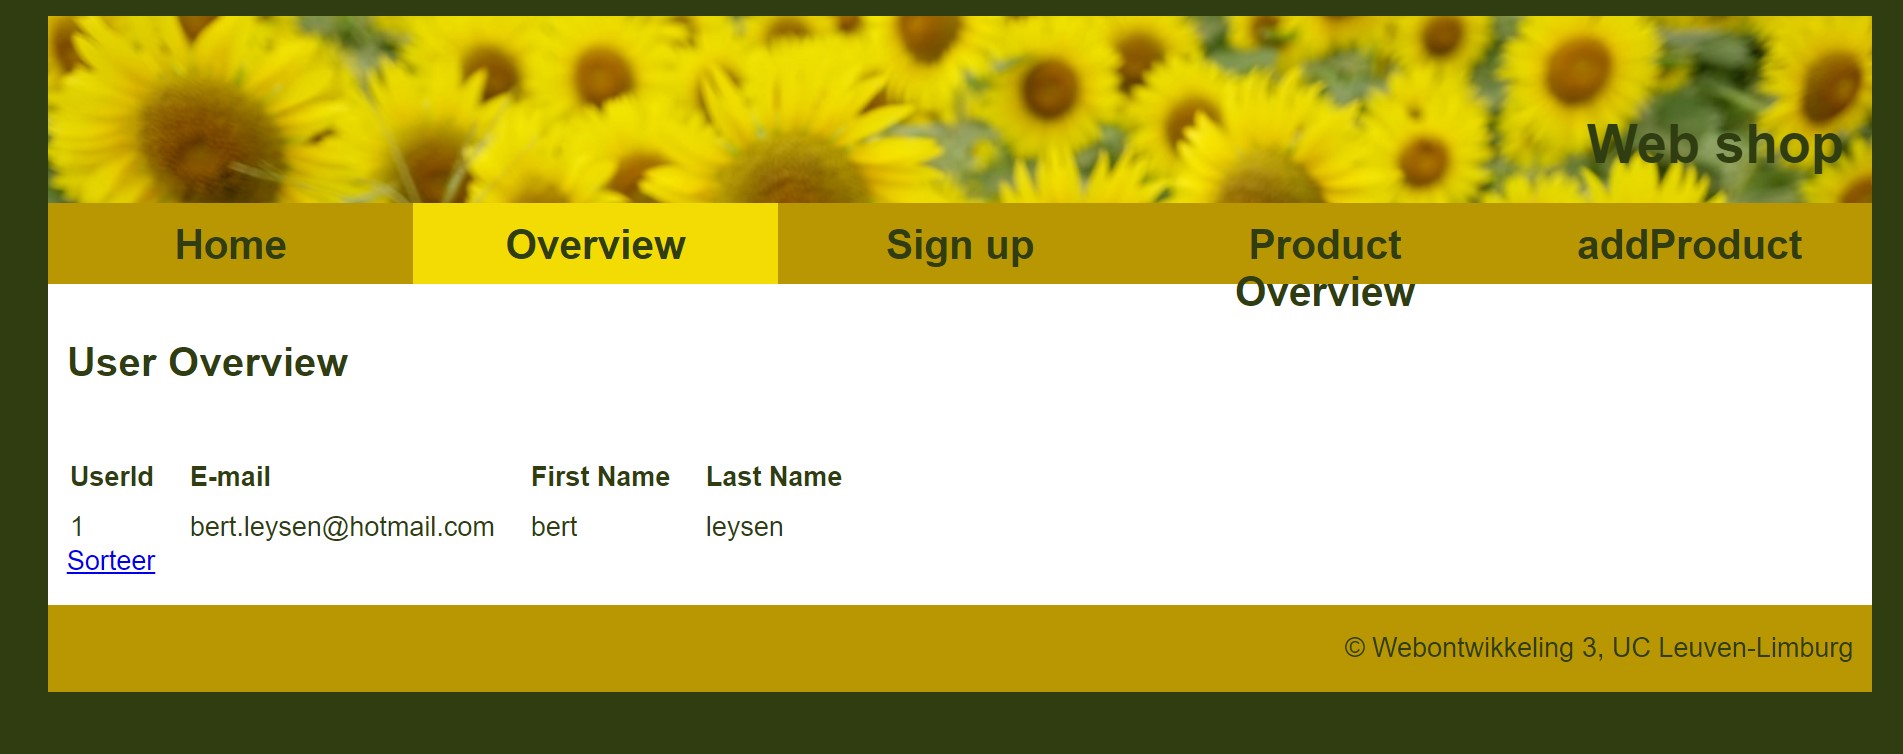 Web shop
Home Overview Sign up Product Overview addProduct
User Overview
UserId E-mail First Name Last Name
1 bert.leysen@hotmail.com bert leysen
Sorteer
© Webontwikkeling 3, UC Leuven-Limburg